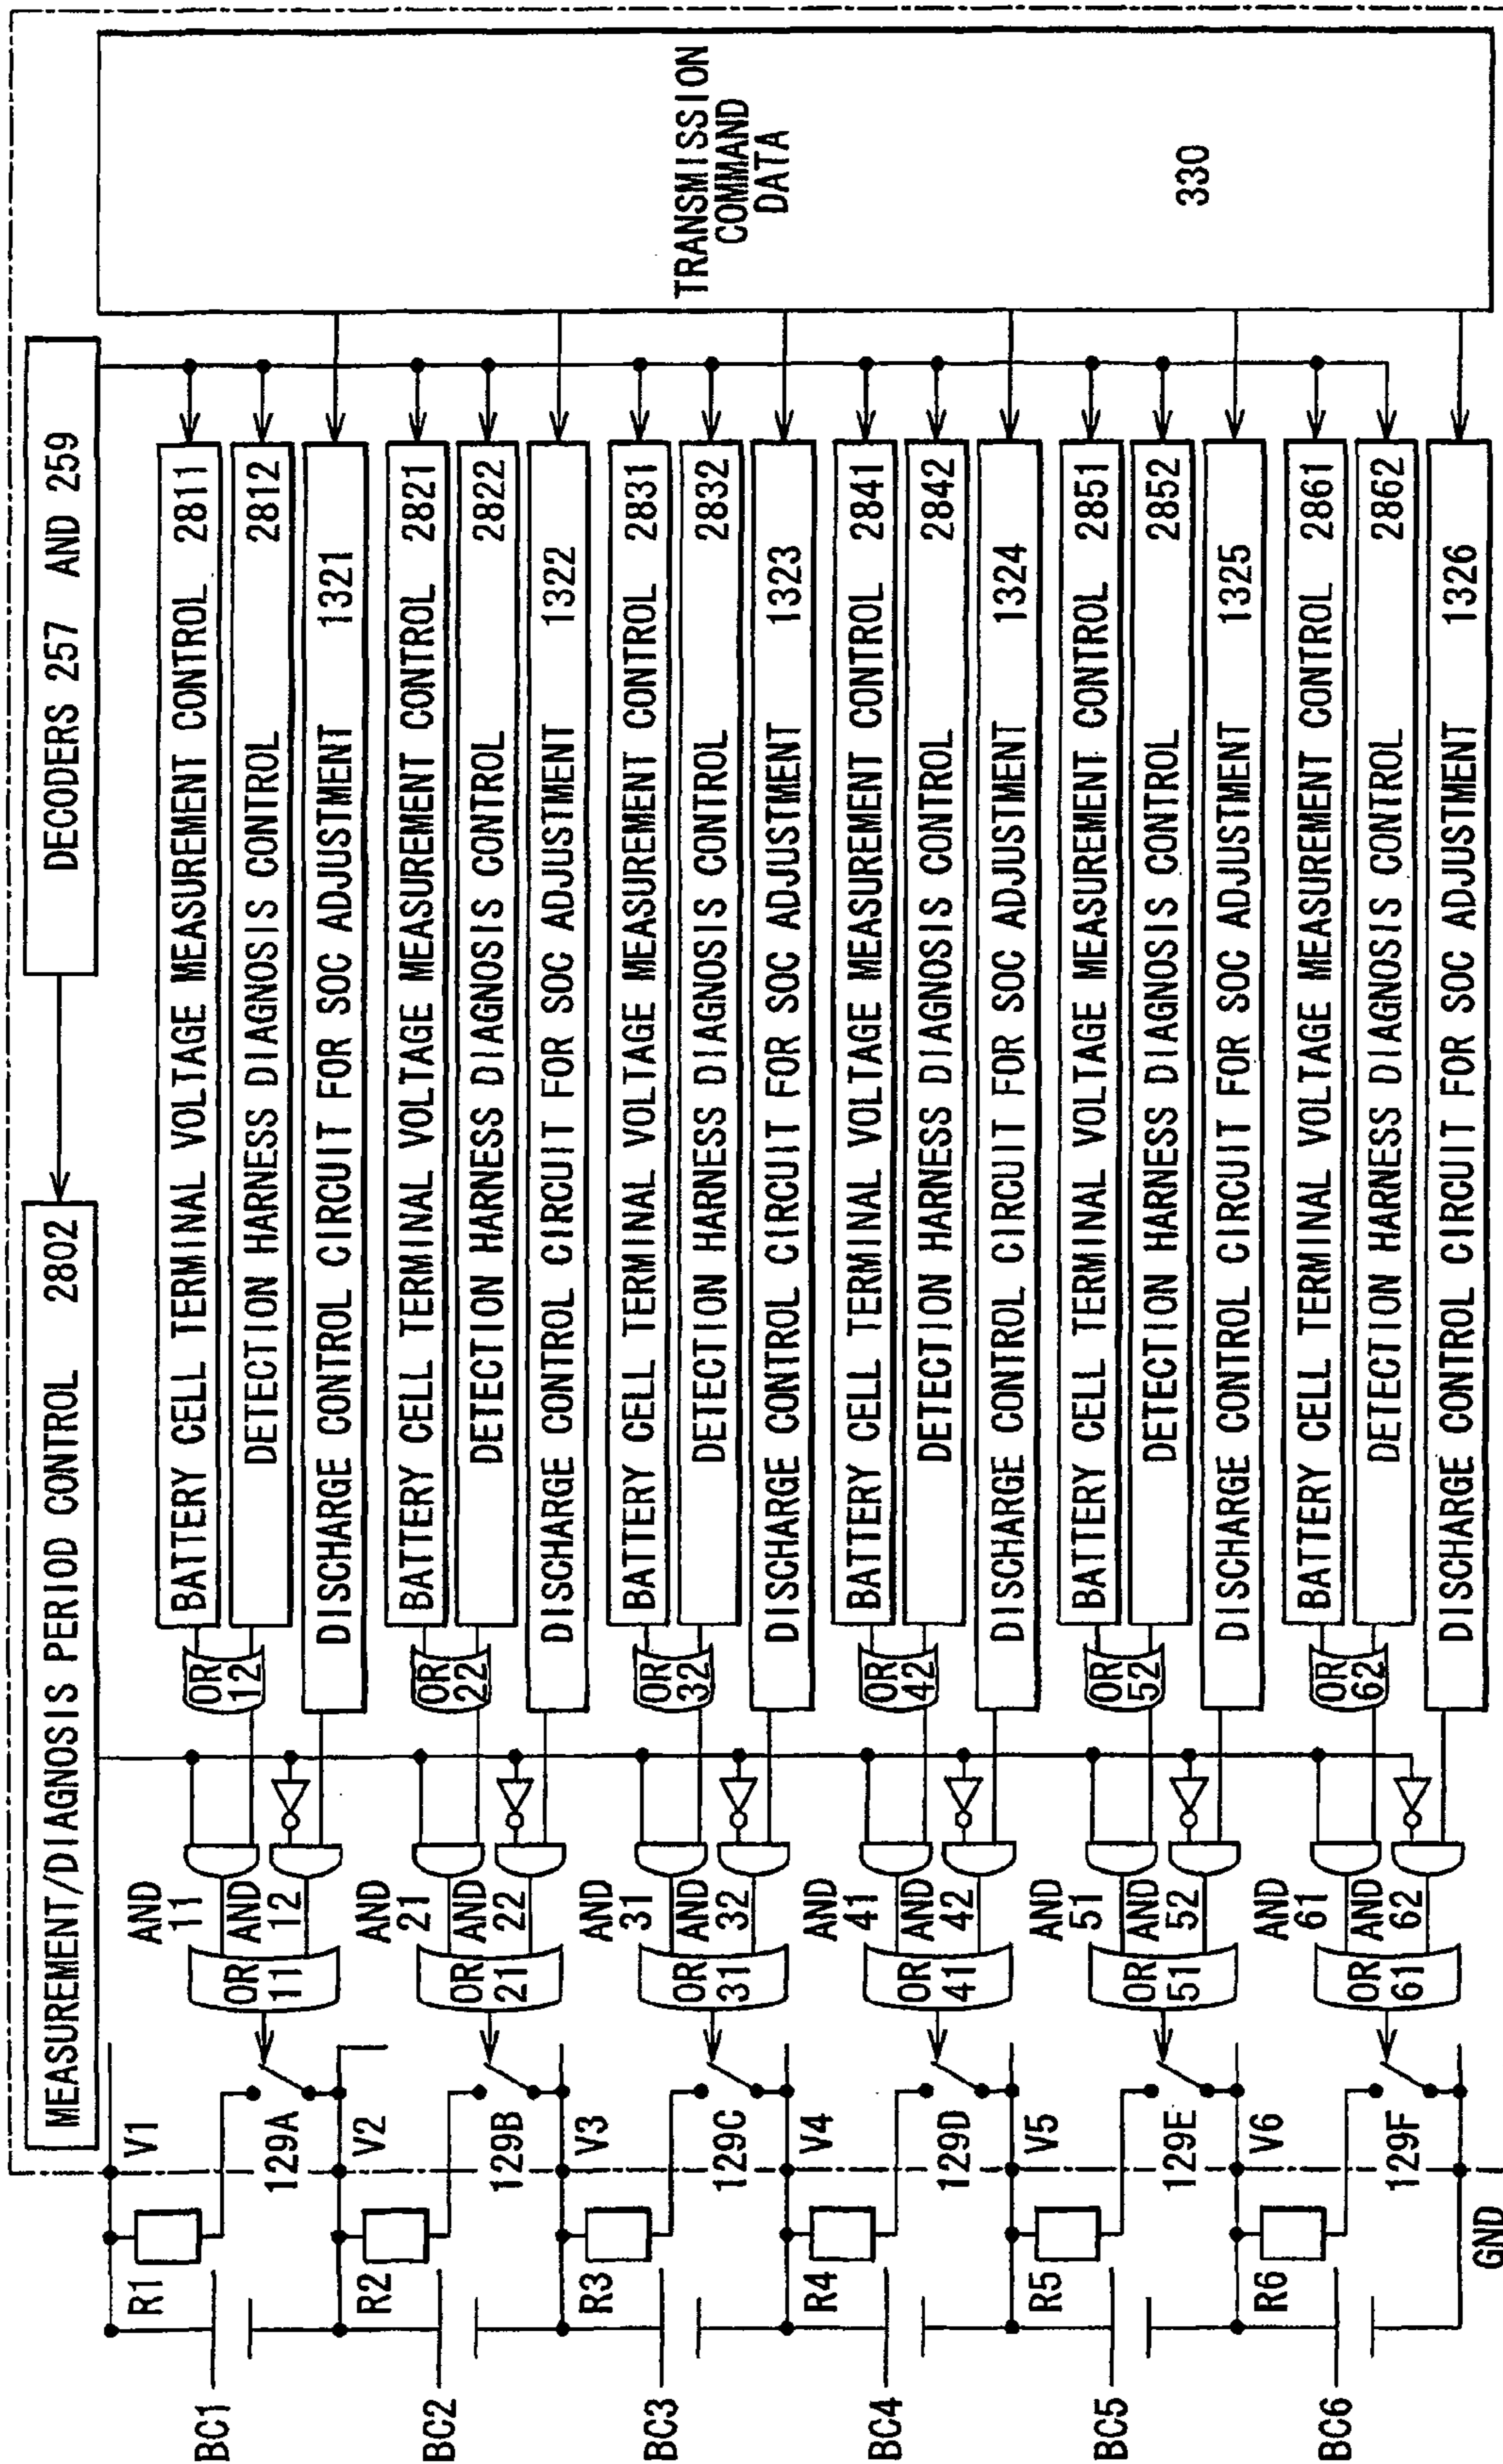 MEASUREMENT/DIAGNOSIS PERIOD CONTROL 2802
DECODERS 257 AND 259
TRANSMISSION
COMMAND
DATA
330
BATTERY CELL TERMINAL VOLTAGE MEASUREMENT CONTROL 2811
DETECTION HARNESS DIAGNOSIS CONTROL 2812
DISCHARGE CONTROL CIRCUIT FOR SOC ADJUSTMENT 1321
OR
12
AND
11
AND
12
OR
11
V1
R1
BC1
129A
BATTERY CELL TERMINAL VOLTAGE MEASUREMENT CONTROL 2821
DETECTION HARNESS DIAGNOSIS CONTROL 2822
DISCHARGE CONTROL CIRCUIT FOR SOC ADJUSTMENT 1322
OR
22
AND
21
AND
22
OR
21
V2
R2
BC2
129B
BATTERY CELL TERMINAL VOLTAGE MEASUREMENT CONTROL 2831
DETECTION HARNESS DIAGNOSIS CONTROL 2832
DISCHARGE CONTROL CIRCUIT FOR SOC ADJUSTMENT 1323
OR
32
AND
31
AND
32
OR
31
V3
R3
BC3
129C
BATTERY CELL TERMINAL VOLTAGE MEASUREMENT CONTROL 2841
DETECTION HARNESS DIAGNOSIS CONTROL 2842
DISCHARGE CONTROL CIRCUIT FOR SOC ADJUSTMENT 1324
OR
42
AND
41
AND
42
OR
41
V4
R4
BC4
129D
BATTERY CELL TERMINAL VOLTAGE MEASUREMENT CONTROL 2851
DETECTION HARNESS DIAGNOSIS CONTROL 2852
DISCHARGE CONTROL CIRCUIT FOR SOC ADJUSTMENT 1325
OR
52
AND
51
AND
52
OR
51
V5
R5
BC5
129E
BATTERY CELL TERMINAL VOLTAGE MEASUREMENT CONTROL 2861
DETECTION HARNESS DIAGNOSIS CONTROL 2862
DISCHARGE CONTROL CIRCUIT FOR SOC ADJUSTMENT 1326
OR
62
AND
61
AND
62
OR
61
V6
R6
BC6
129F
GND